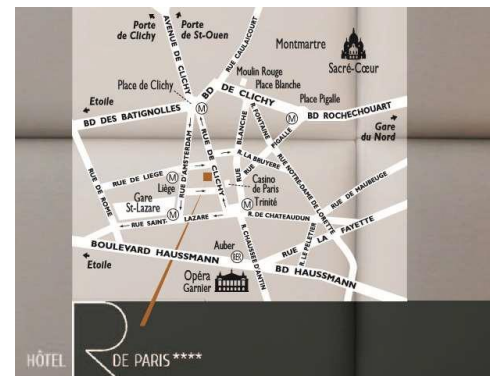 Porte
de Clichy
Porte
de St-Ouen
AVENUE DE CLICHY
RUE CAULAICOURT
Montmartre
Sacré-Cœur
Moulin Rouge
Place Blanche
Place de Clichy
Place Pigalle
Etoile
BD DES BATIGNOLLES
M
BD DE CLICHY
M
BD ROCHECHOUART
Gare
du Nord
RUE D'AMSTERDAM
RUE DE CLICHY
RUE BLANCHE
R. FONTAINE
PIGALLE
R. LA BRUYERE
RUE NOTRE-DAME DE LORETTE
RUE DE MAUBEUGE
RUE DE ROME
RUE DE LIEGE
M
Liège
Casino
de Paris
Gare
St-Lazare
M
M
Trinité
RUE SAINT-LAZARE
R. DE CHATEAUDUN
RUE LA FAYETTE
R. LE PELETIER
R. CHAUSSEE D'ANTIN
BOULEVARD HAUSSMANN
Auber
RER
BD HAUSSMANN
Etoile
Opéra
Garnier
HÔTEL R DE PARIS****